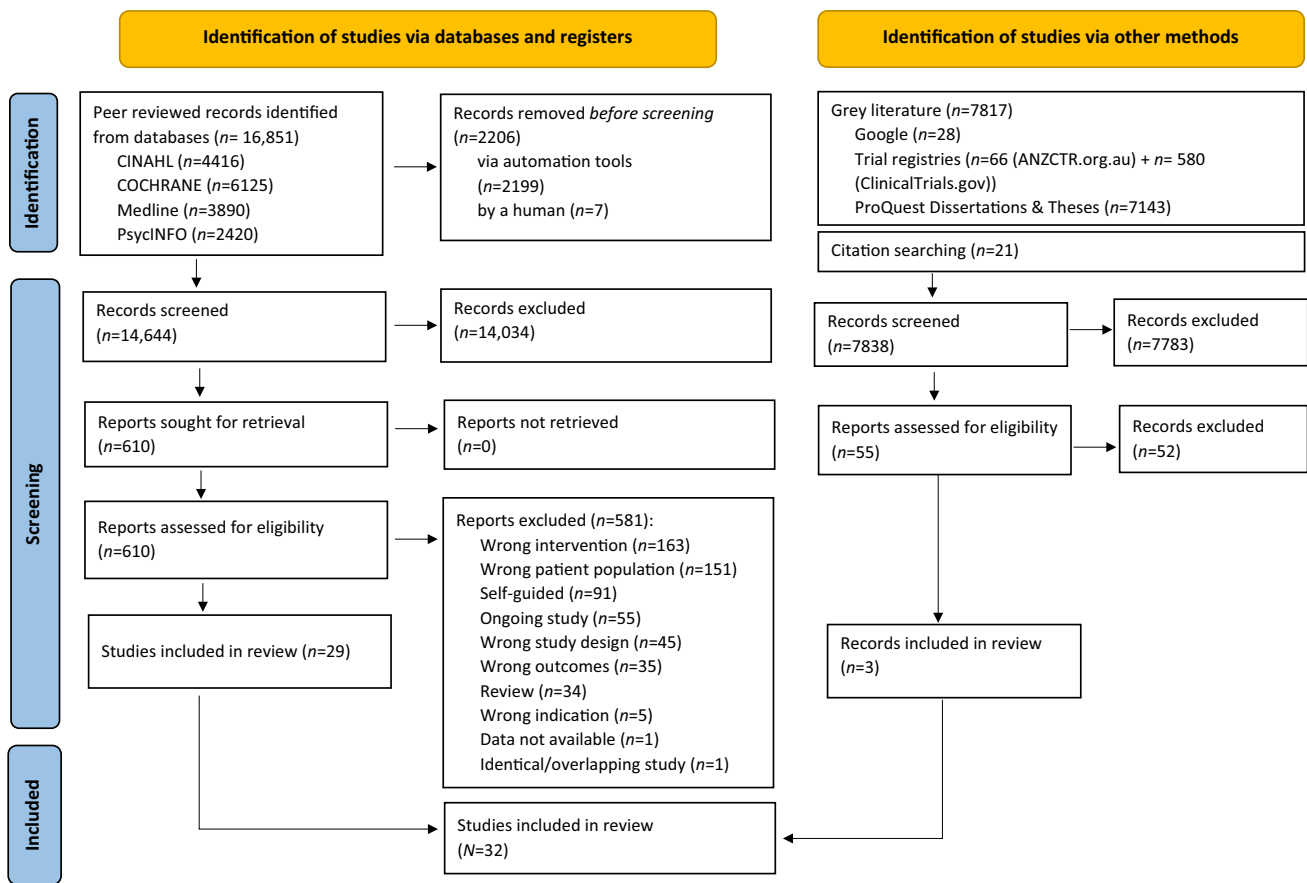 Identification of studies via databases and registers
Identification of studies via other methods
Identification
Peer reviewed records identified
from databases (n= 16,851)
CINAHL (n=4416)
COCHRANE (n=6125)
Medline (n=3890)
PsycINFO (n=2420)
Records removed before screening
(n=2206)
via automation tools
(n=2199)
by a human (n=7)
Grey literature (n=7817)
Google (n=28)
Trial registries (n=66 (ANZCTR.org.au) + n= 580
(ClinicalTrials.gov))
ProQuest Dissertations & Theses (n=7143)
Citation searching (n=21)
Screening
Records screened
(n=14,644)
Records excluded
(n=14,034)
Records screened
(n=7838)
Records excluded
(n=7783)
Reports sought for retrieval
(n=610)
Reports not retrieved
(n=0)
Reports assessed for eligibility
(n=55)
Records excluded
(n=52)
Reports assessed for eligibility
(n=610)
Reports excluded (n=581):
Wrong intervention (n=163)
Wrong patient population (n=151)
Self-guided (n=91)
Ongoing study (n=55)
Wrong study design (n=45)
Wrong outcomes (n=35)
Review (n=34)
Wrong indication (n=5)
Data not available (n=1)
Identical/overlapping study (n=1)
Studies included in review (n=29)
Records included in review
(n=3)
Included
Studies included in review
(N=32)